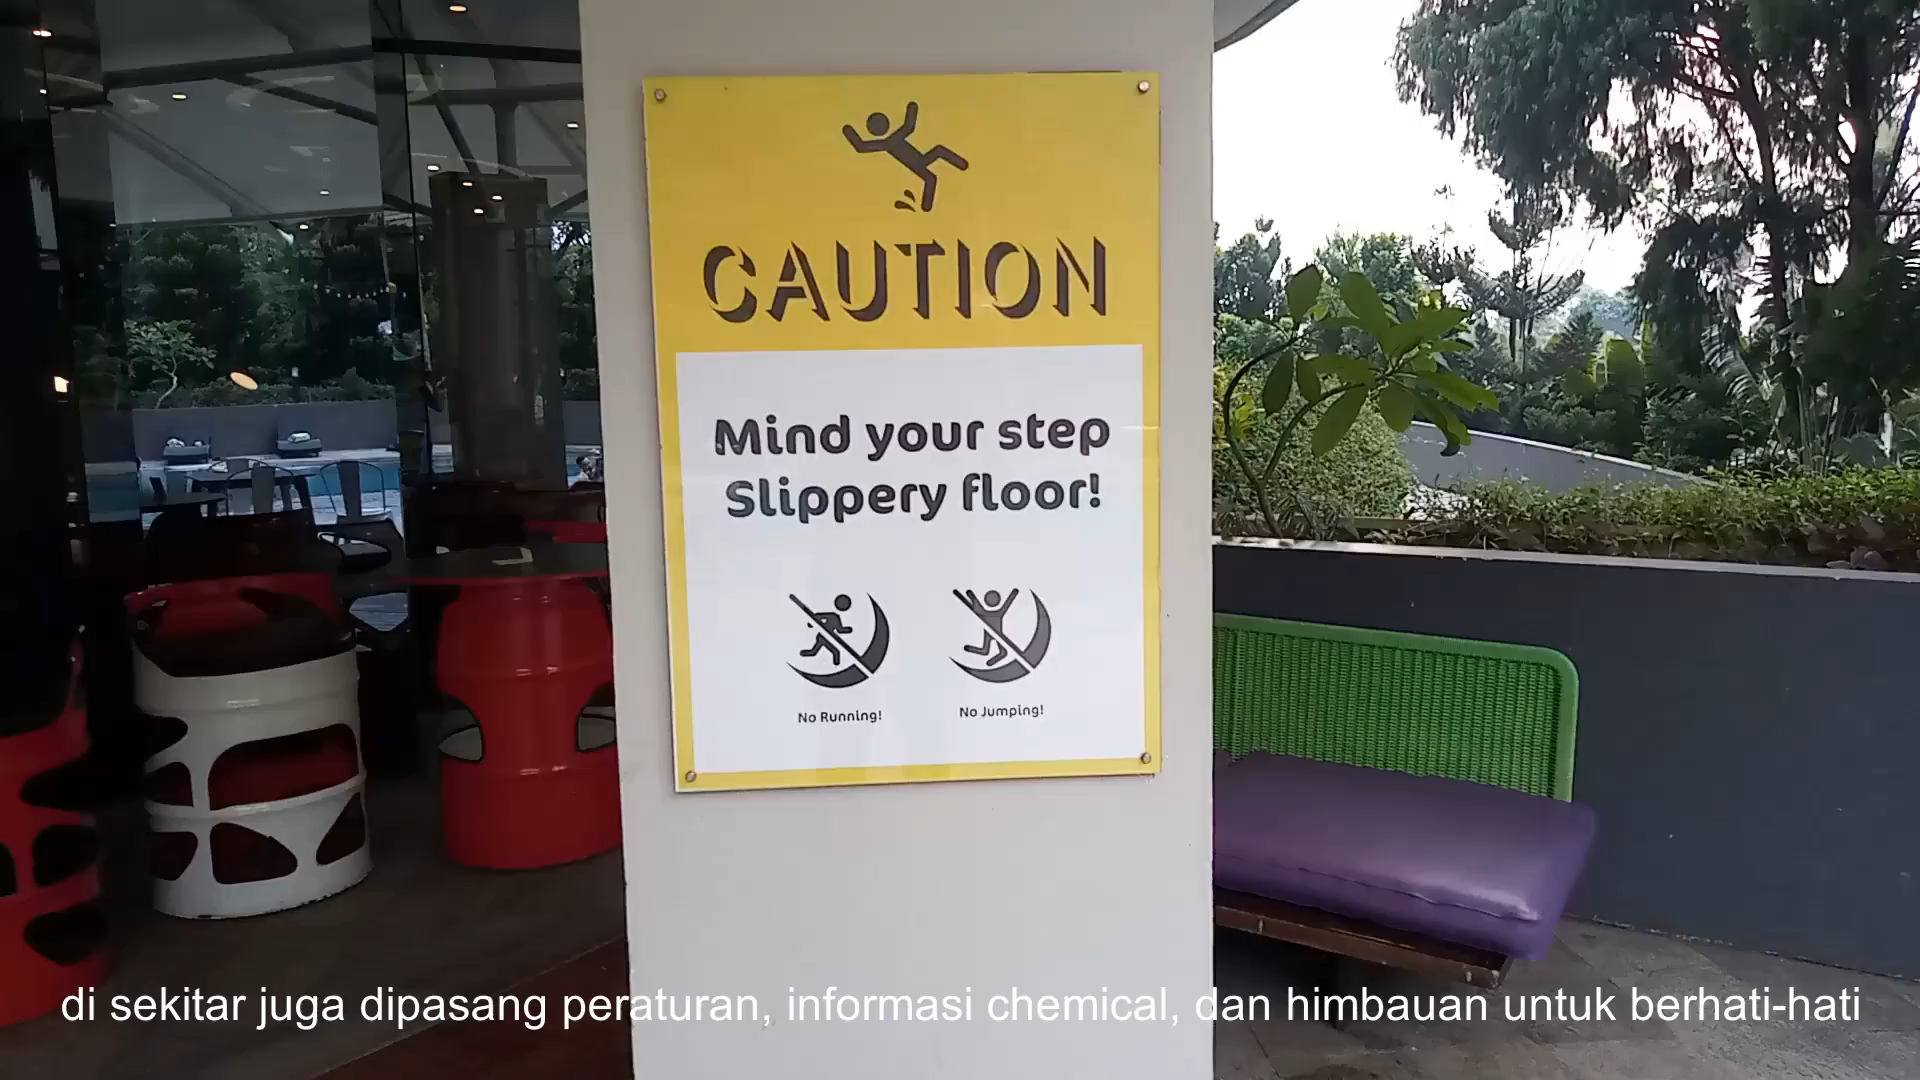 CAUTION
Mind your step
Slippery floor!
No Running!
No Jumping!
di sekitar juga dipasang peraturan, informasi chemical, dan himbauan untuk berhati-hati